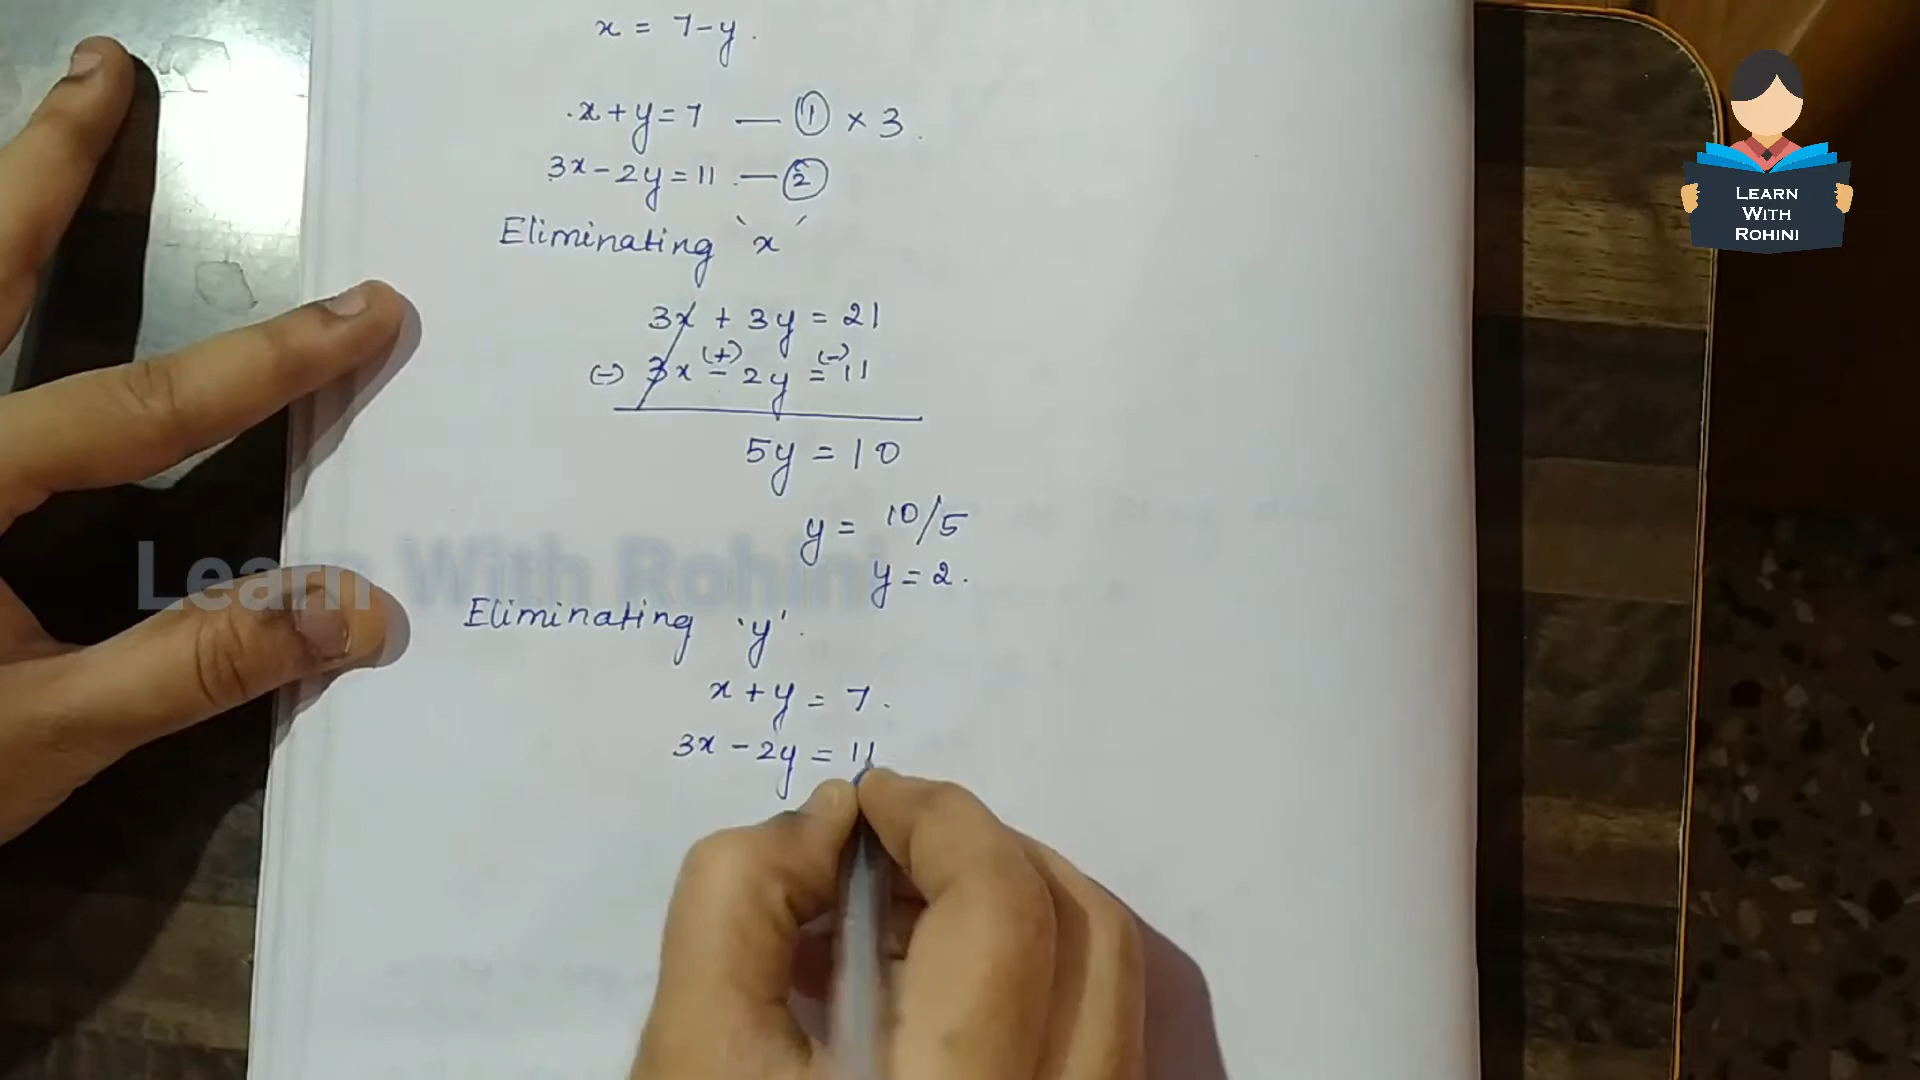 x = 7-y.
x+y=7 — ① × 3.
3x-2y=11 — ②
Eliminating 'x'
3x + 3y = 21
(-) 3x (+) - 2y = (-) 11
5y = 10
y = 10/5
y = 2.
Eliminating 'y'.
x+y = 7.
3x - 2y = 11
Learn With Rohini
LEARN
WITH
ROHINI